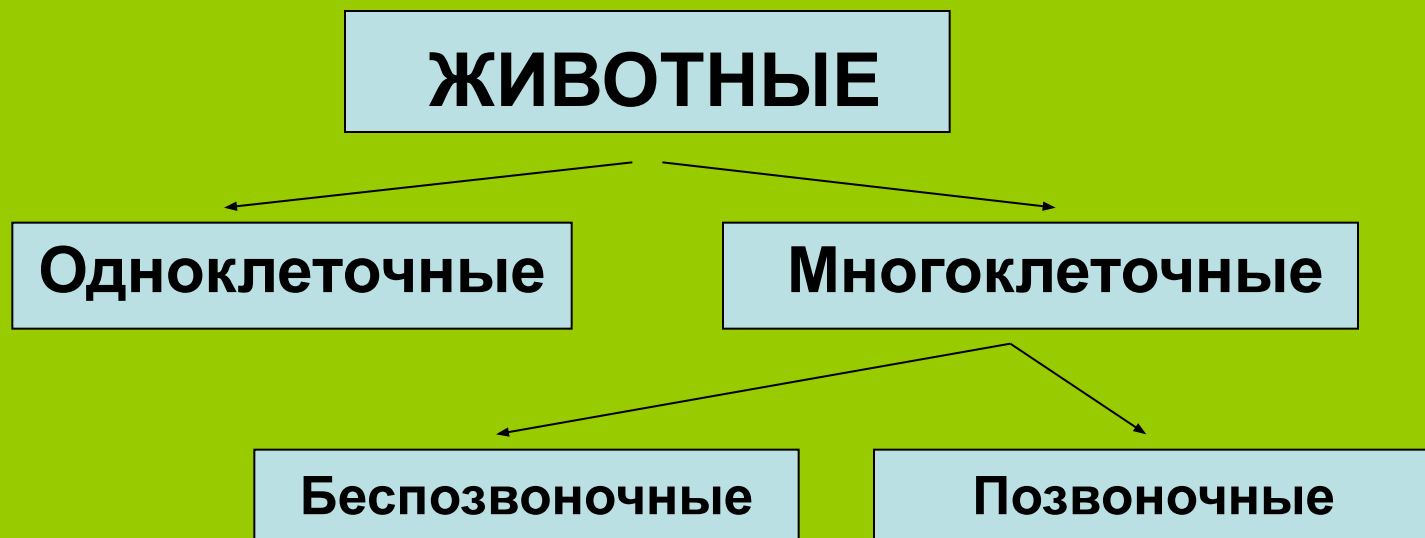 ЖИВОТНЫЕ
Одноклеточные
Многоклеточные
Беспозвоночные
Позвоночные